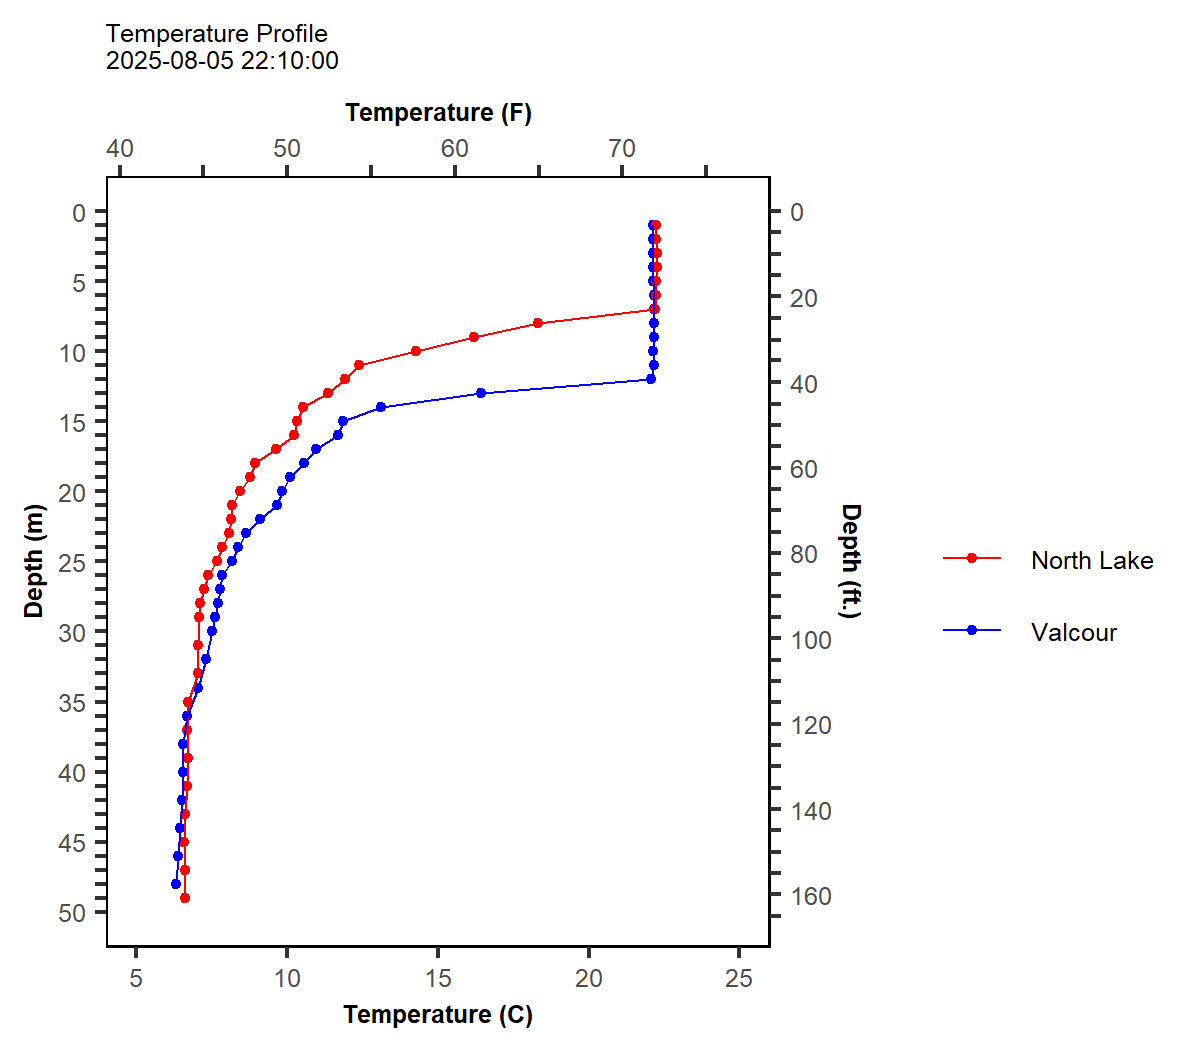 Temperature Profile
2025-08-05 22:10:00
Temperature (F)
40 50 60 70
0 0
5
20
10
40
15
60
20
80
25
100
30
35
120
40
140
45
160
50
Depth (m)
Depth (ft.)
North Lake
Valcour
5 10 15 20 25
Temperature (C)